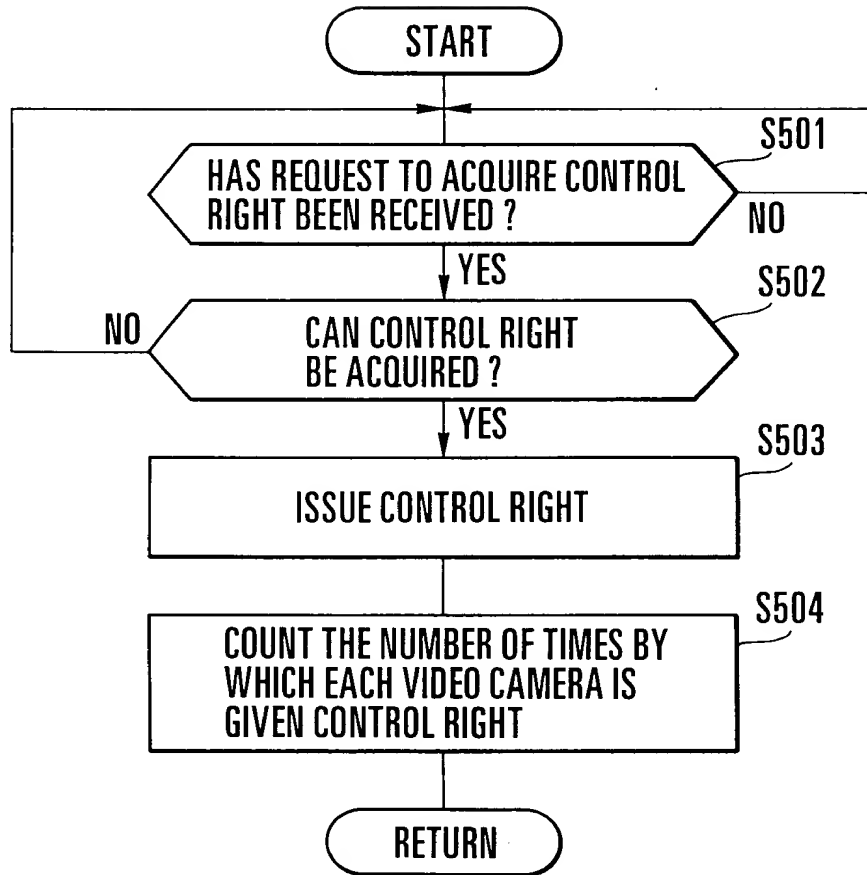 START
S501
HAS REQUEST TO ACQUIRE CONTROL
RIGHT BEEN RECEIVED ?
NO
YES
S502
NO
CAN CONTROL RIGHT
BE ACQUIRED ?
YES
S503
ISSUE CONTROL RIGHT
S504
COUNT THE NUMBER OF TIMES BY
WHICH EACH VIDEO CAMERA IS
GIVEN CONTROL RIGHT
RETURN